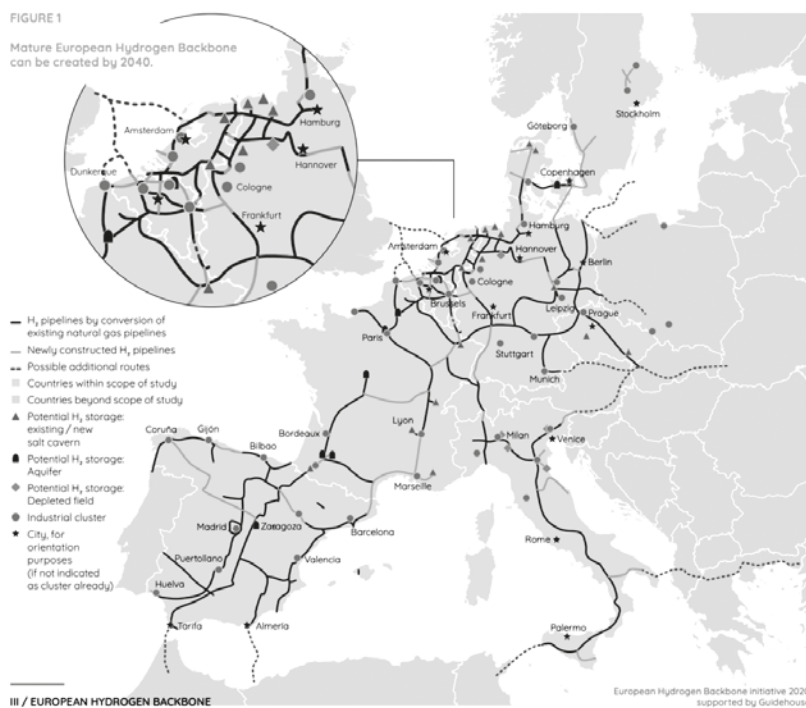 FIGURE 1
Mature European Hydrogen Backbone
can be created by 2040.
Amsterdam
Hamburg
Hannover
Dunkerque
Cologne
Frankfurt
Stockholm
Göteborg
Copenhagen
Hamburg
Amsterdam
Hannover
Berlin
Cologne
Brussels
Leipzig
Frankfurt
Prague
Paris
Stuttgart
Munich
Lyon
Milan
Venice
Bordeaux
Coruña
Gijón
Bilbao
Marseille
Madrid
Zaragoza
Barcelona
Puertollano
Valencia
Huelva
Rome
Tarifa
Almería
Palermo
H₂ pipelines by conversion of
existing natural gas pipelines
Newly constructed H₂ pipelines
Possible additional routes
Countries within scope of study
Countries beyond scope of study
Potential H₂ storage:
existing / new
salt cavern
Potential H₂ storage:
Aquifer
Potential H₂ storage:
Depleted field
Industrial cluster
City, for
orientation
purposes
(if not indicated
as cluster already)
III / EUROPEAN HYDROGEN BACKBONE
European Hydrogen Backbone initiative 2020
supported by Guidehouse